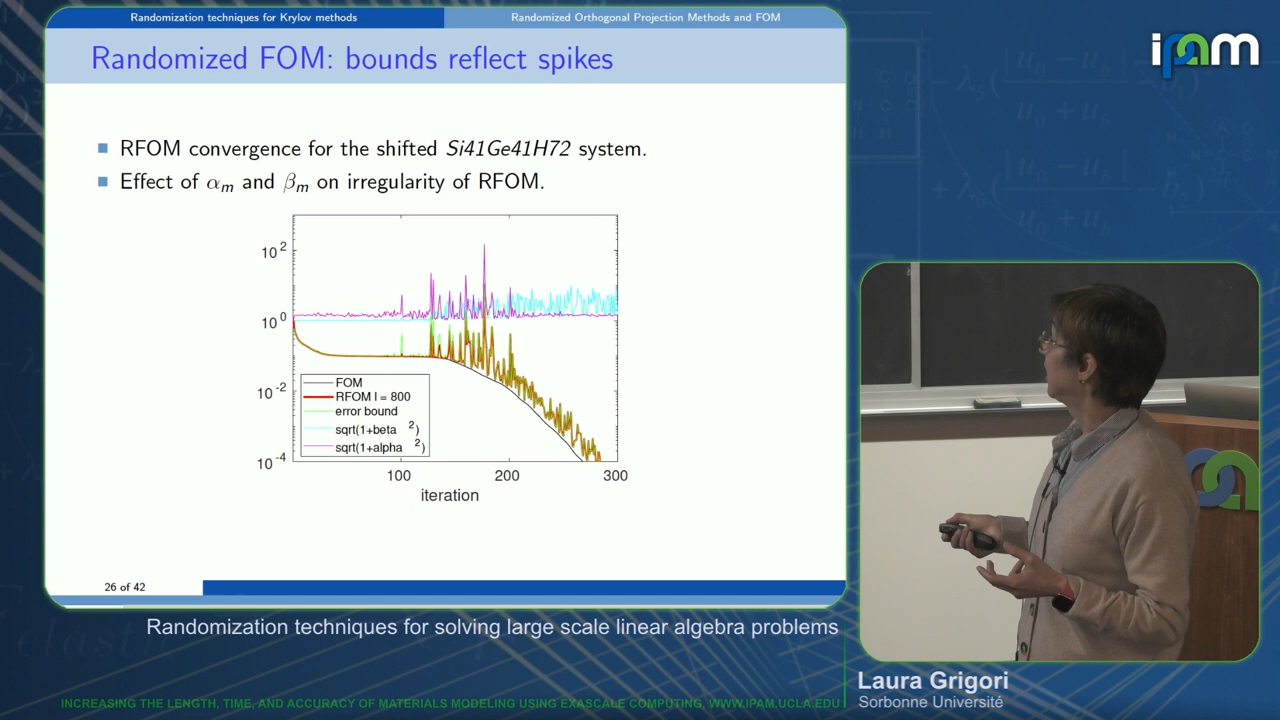 Randomization techniques for Krylov methods
Randomized Orthogonal Projection Methods and FOM
Randomized FOM: bounds reflect spikes
RFOM convergence for the shifted Si41Ge41H72 system.
Effect of αm and βm on irregularity of RFOM.
10^2
10^0
10^-2
10^-4
FOM
RFOM l = 800
error bound
sqrt(1+beta ^2)
sqrt(1+alpha ^2)
100
200
300
iteration
26 of 42
ipam
Randomization techniques for solving large scale linear algebra problems
Laura Grigori
Sorbonne Université
INCREASING THE LENGTH, TIME, AND ACCURACY OF MATERIALS MODELING USING EXASCALE COMPUTING, WWW.IPAM.UCLA.EDU